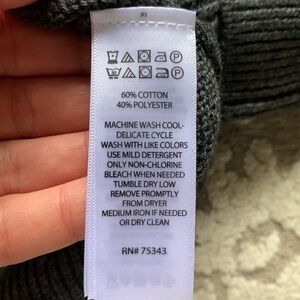 60% COTTON
40% POLYESTER
MACHINE WASH COOL-
DELICATE CYCLE
WASH WITH LIKE COLORS
USE MILD DETERGENT
ONLY NON-CHLORINE
BLEACH WHEN NEEDED
TUMBLE DRY LOW
REMOVE PROMPTLY
FROM DRYER
MEDIUM IRON IF NEEDED
OR DRY CLEAN
RN# 75343